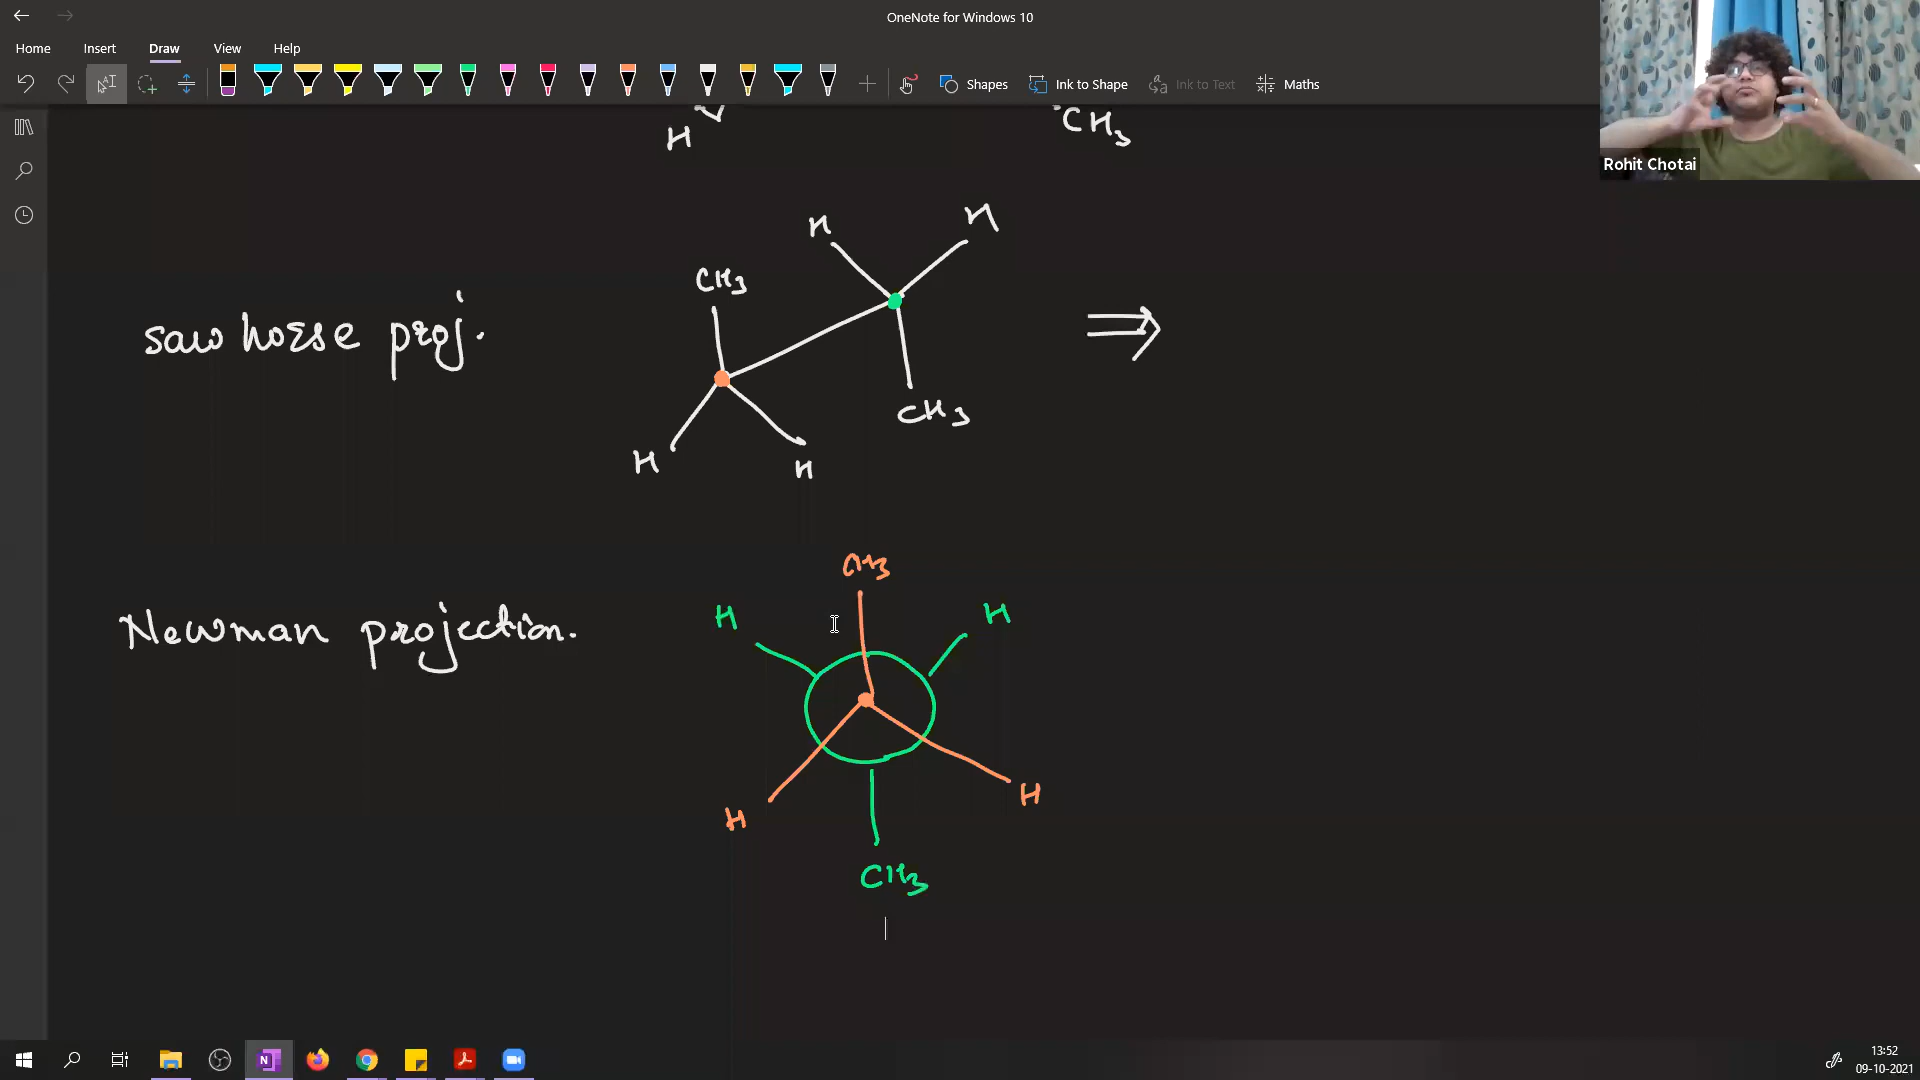 OneNote for Windows 10
Home Insert Draw View Help
Shapes Ink to Shape Ink to Text Maths
Rohit Chotai
H CH3
H H
CH3
saw horse proj.
CH3
H H
CH3
H H
Newman projection.
H H
CH3
13:52
09-10-2021